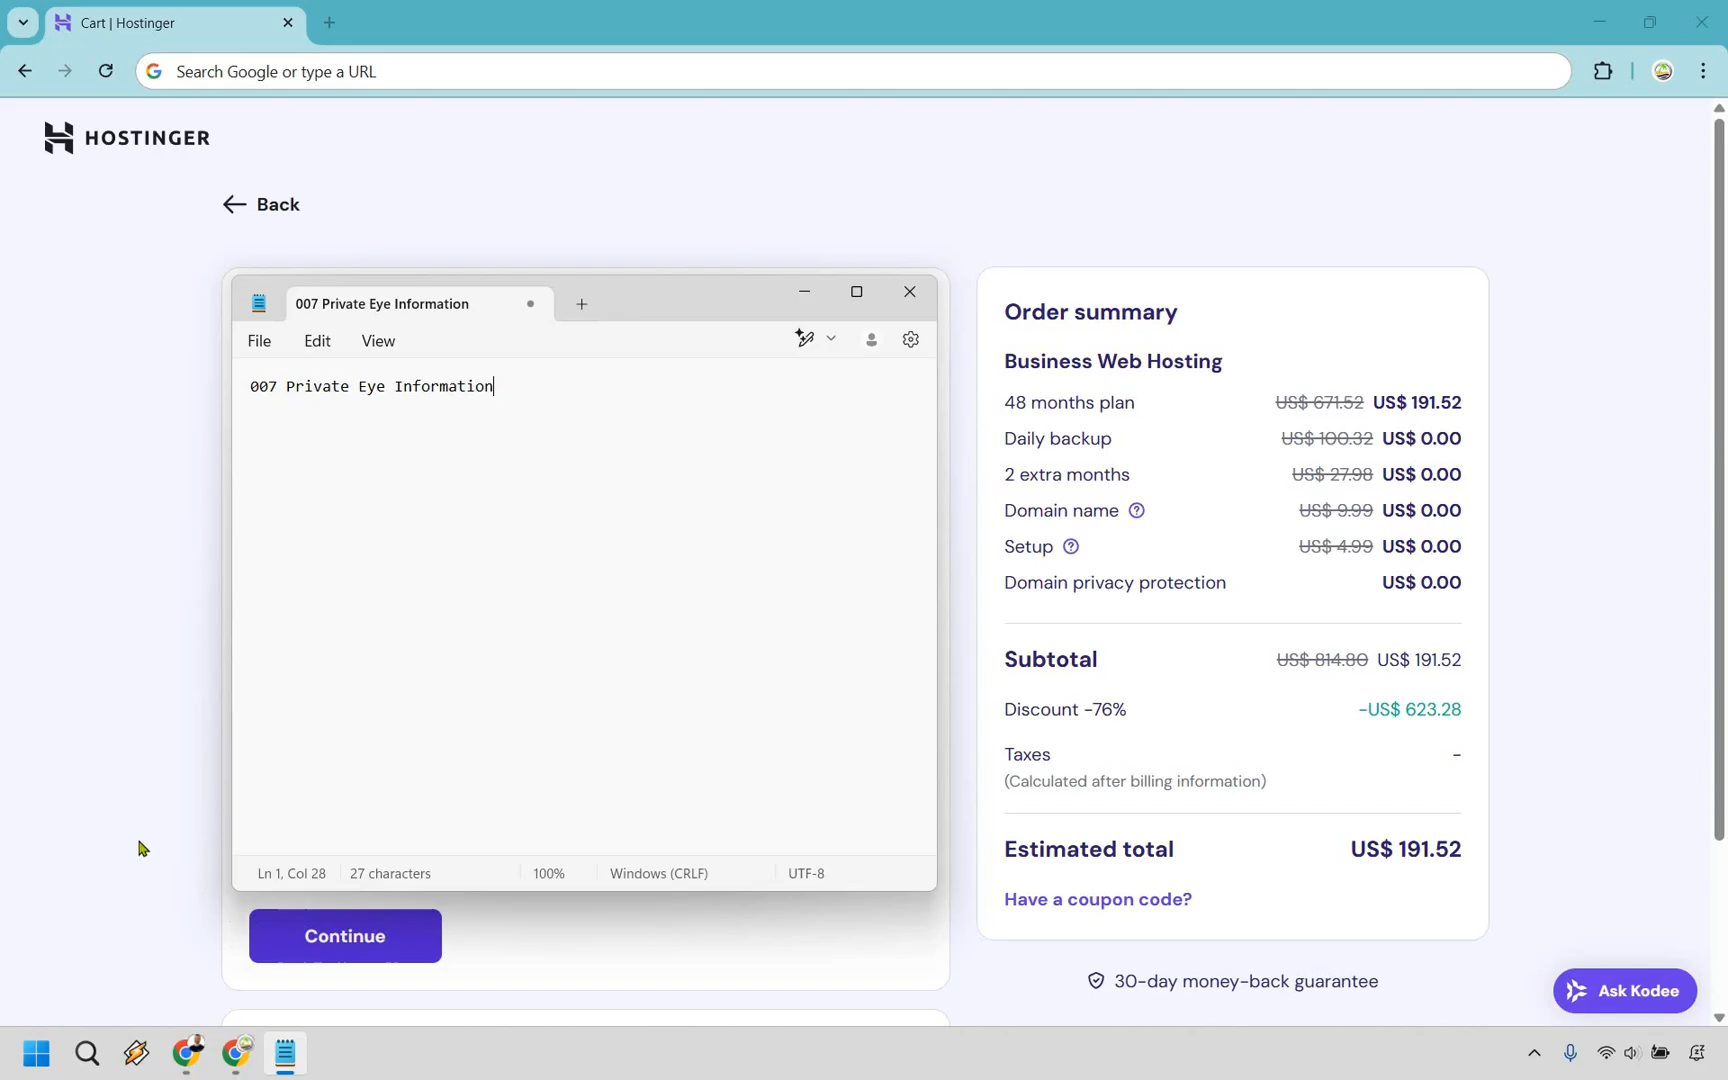 Cart | Hostinger
Search Google or type a URL
HOSTINGER
Back
007 Private Eye Information
File Edit View
007 Private Eye Information
Ln 1, Col 28 27 characters 100% Windows (CRLF) UTF-8
Continue
Order summary
Business Web Hosting
48 months plan US$ 671.52 US$ 191.52
Daily backup US$ 100.32 US$ 0.00
2 extra months US$ 27.98 US$ 0.00
Domain name US$ 9.99 US$ 0.00
Setup US$ 4.99 US$ 0.00
Domain privacy protection US$ 0.00
Subtotal US$ 814.80 US$ 191.52
Discount -76% -US$ 623.28
Taxes -
(Calculated after billing information)
Estimated total US$ 191.52
Have a coupon code?
30-day money-back guarantee
Ask Kodee